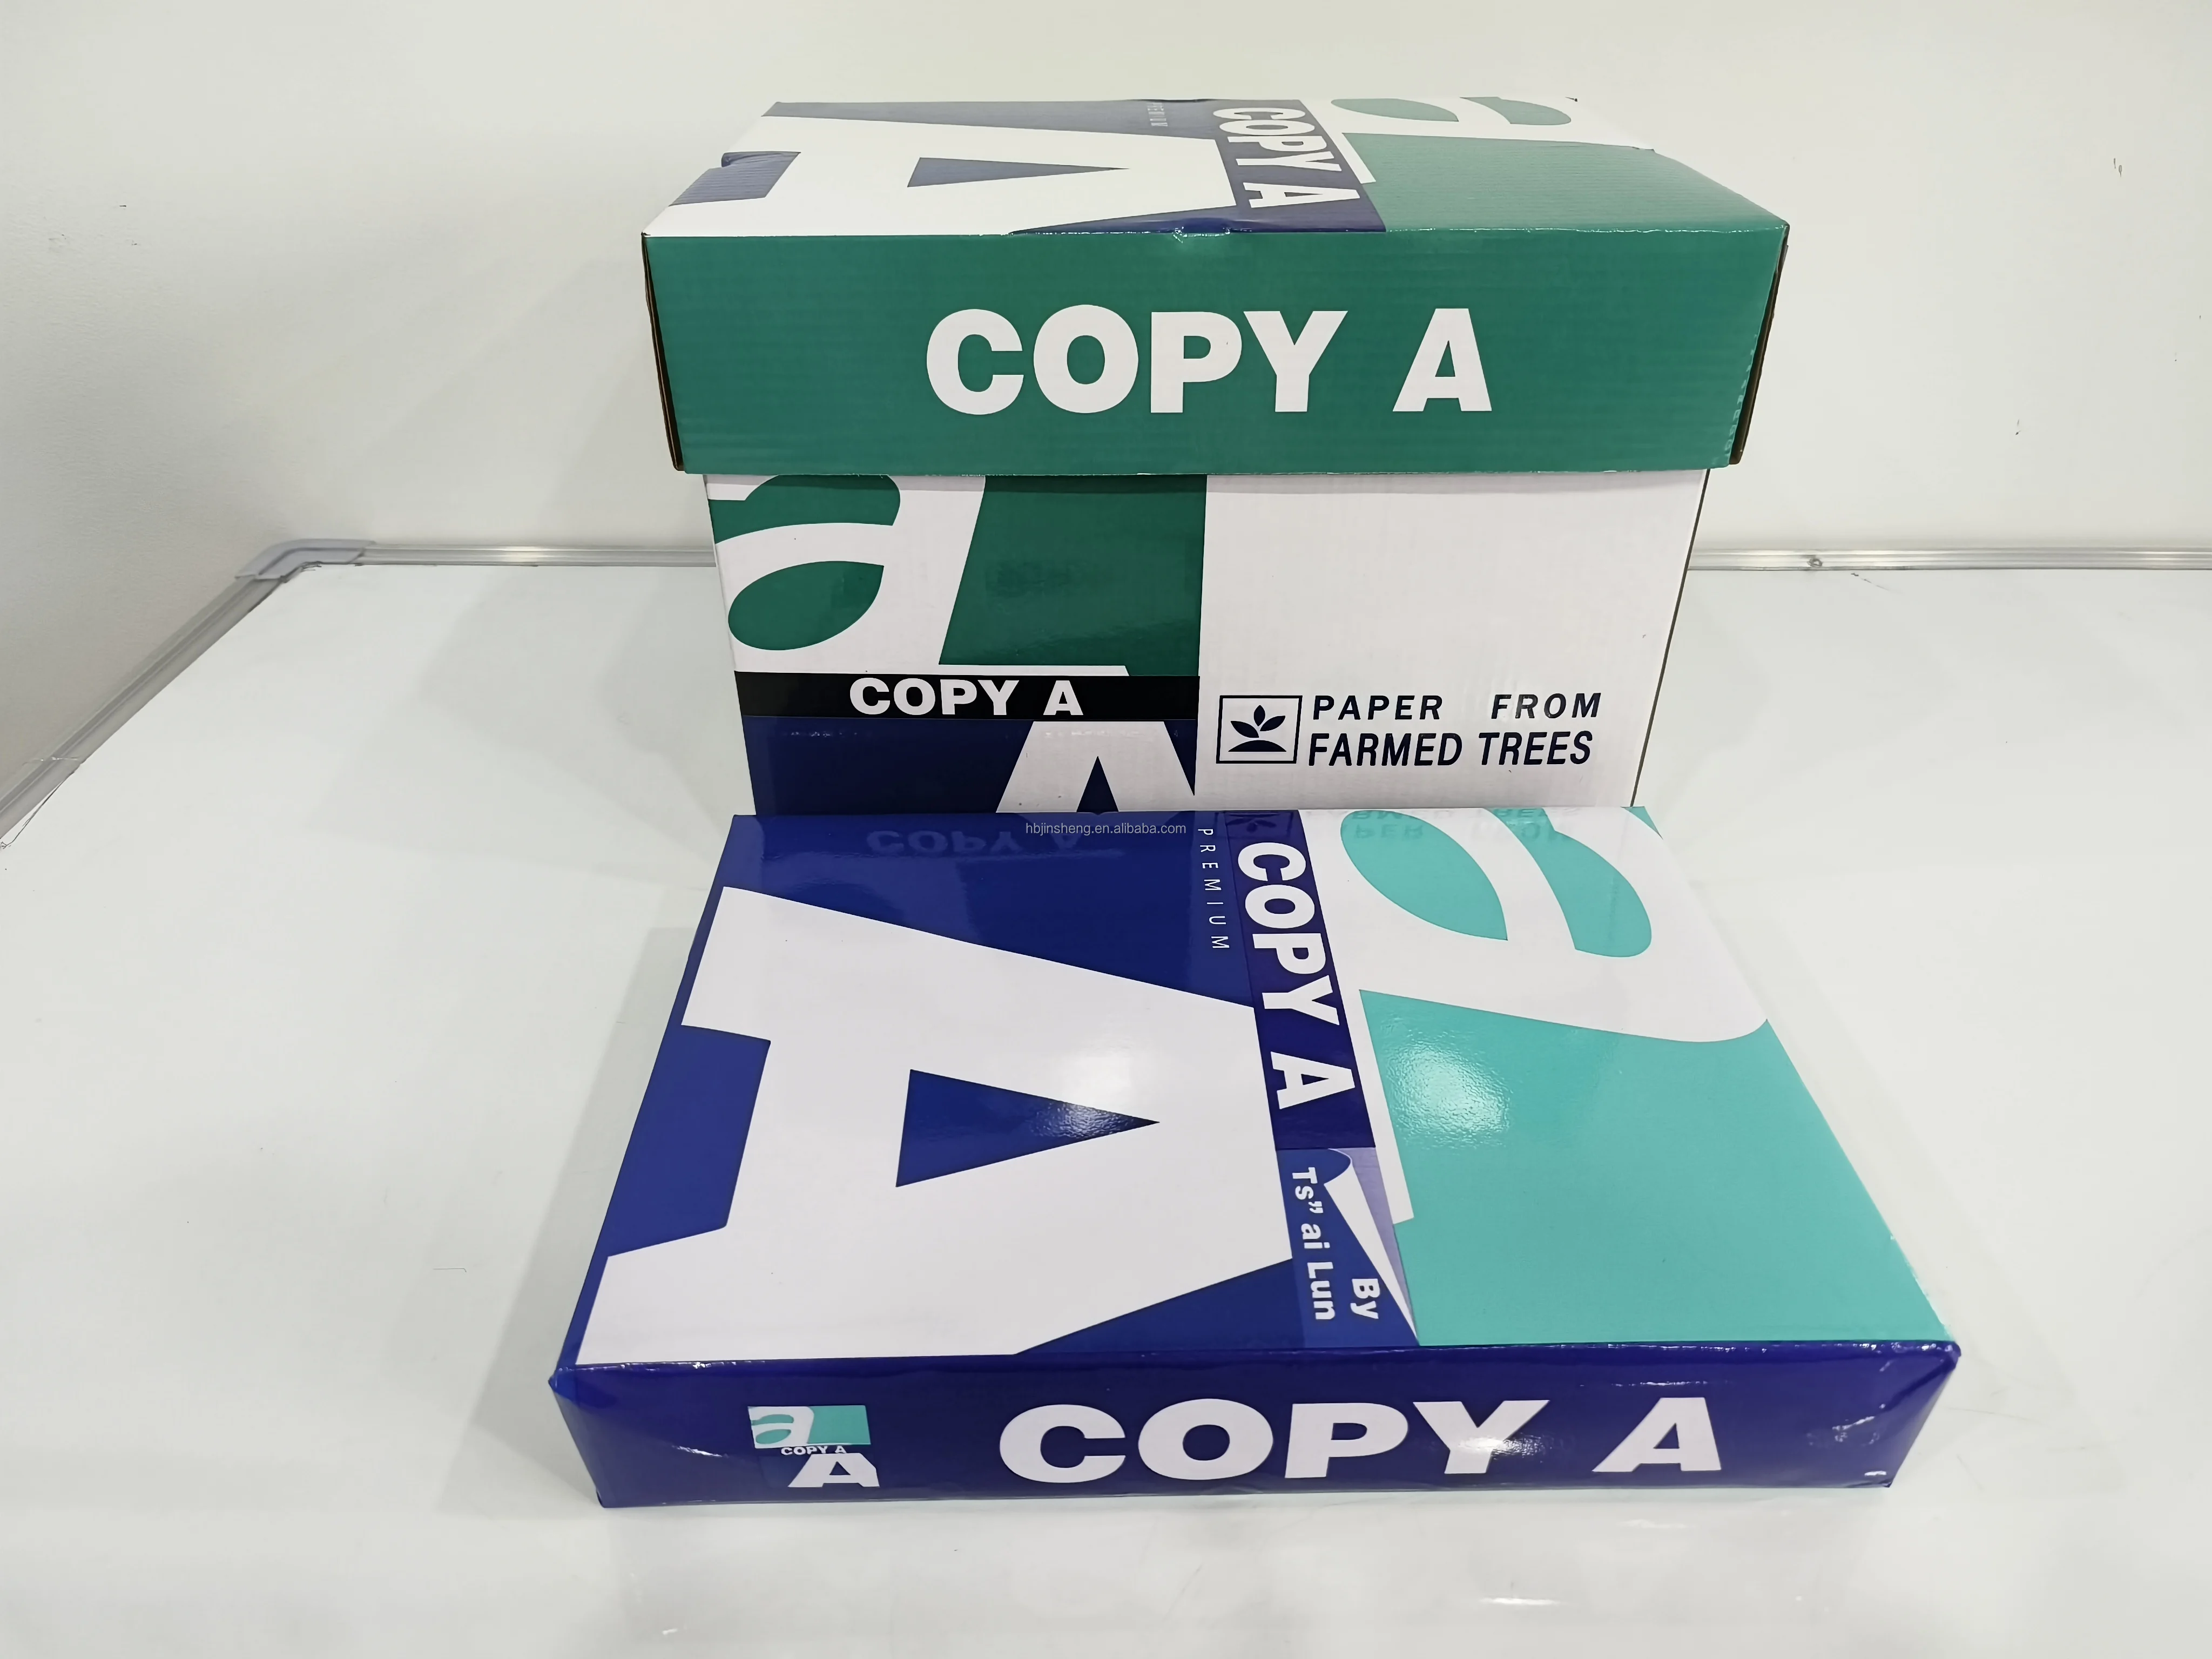 PREMIUM
COPY A
COPY A
a
COPY A
A
PAPER FROM
FARMED TREES
hbjinsheng.en.alibaba.com
PREMIUM
COPY A
a
A
By
Ts” ai Lun
a
COPY A
A
COPY A